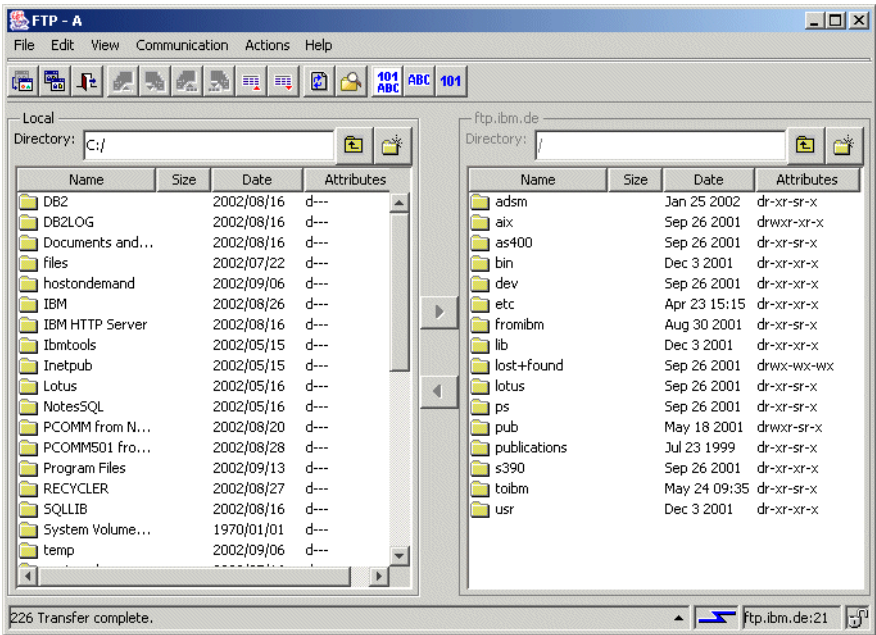 FTP - A
File Edit View Communication Actions Help
101 ABC ABC 101
Local
Directory: C:/
Name Size Date Attributes
DB2 2002/08/16 d---
DB2LOG 2002/08/16 d---
Documents and... 2002/08/16 d---
files 2002/07/22 d---
hostondemand 2002/09/06 d---
IBM 2002/08/26 d---
IBM HTTP Server 2002/08/16 d---
Ibmtools 2002/05/15 d---
Inetpub 2002/05/15 d---
Lotus 2002/05/16 d---
NotesSQL 2002/05/16 d---
PCOMM from N... 2002/08/20 d---
PCOMM501 fro... 2002/08/28 d---
Program Files 2002/09/13 d---
RECYCLER 2002/08/27 d---
SQLLIB 2002/08/16 d---
System Volume... 1970/01/01 d---
temp 2002/09/06 d---
ftp.ibm.de
Directory: /
Name Size Date Attributes
adsm Jan 25 2002 dr-xr-sr-x
aix Sep 26 2001 drwxr-xr-x
as400 Sep 26 2001 dr-xr-sr-x
bin Dec 3 2001 dr-xr-xr-x
dev Sep 26 2001 dr-xr-xr-x
etc Apr 23 15:15 dr-xr-xr-x
fromibm Aug 30 2001 dr-xr-sr-x
lib Dec 3 2001 dr-xr-xr-x
lost+found Sep 26 2001 drwx-wx-wx
lotus Sep 26 2001 dr-xr-sr-x
ps Sep 26 2001 dr-xr-sr-x
pub May 18 2001 drwxr-sr-x
publications Jul 23 1999 dr-xr-sr-x
s390 Sep 26 2001 dr-xr-xr-x
toibm May 24 09:35 dr-xr-sr-x
usr Dec 3 2001 dr-xr-xr-x
226 Transfer complete.
ftp.ibm.de:21